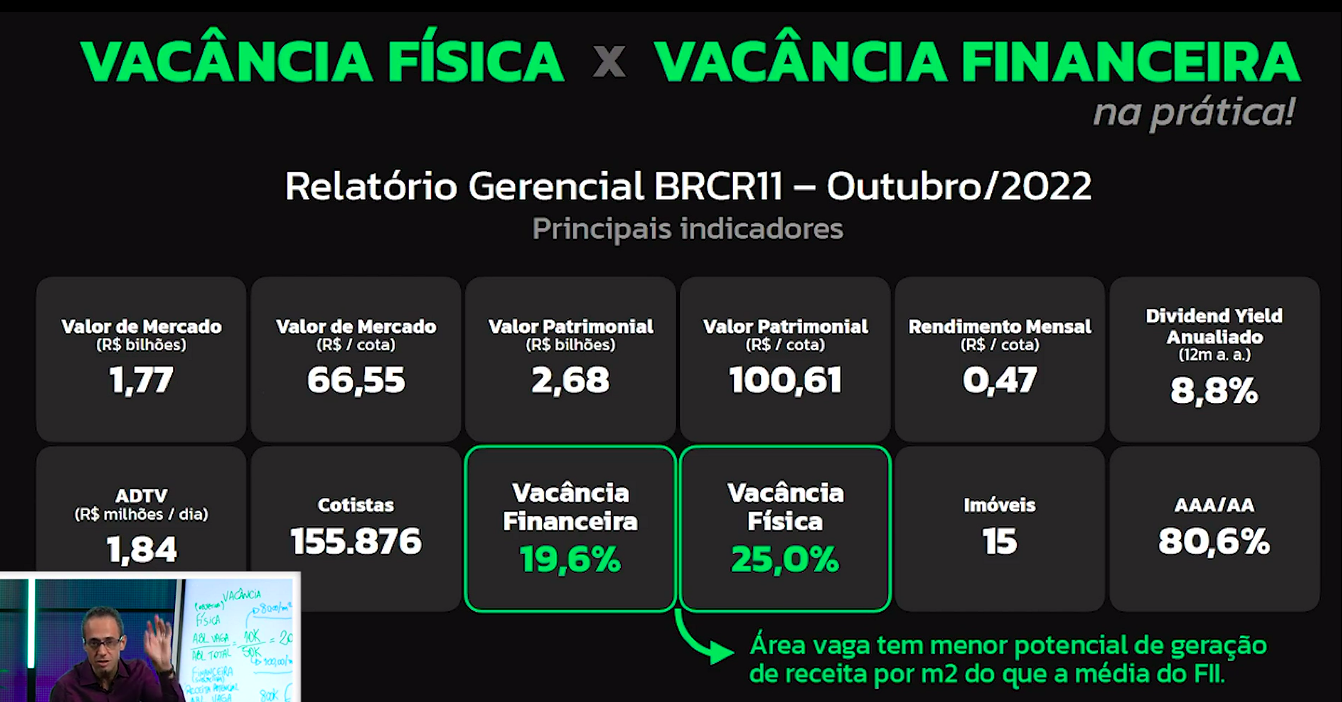 VACÂNCIA FÍSICA X VACÂNCIA FINANCEIRA
na prática!
Relatório Gerencial BRCR11 – Outubro/2022
Principais indicadores
Valor de Mercado
(R$ bilhões)
1,77
Valor de Mercado
(R$ / cota)
66,55
Valor Patrimonial
(R$ bilhões)
2,68
Valor Patrimonial
(R$ / cota)
100,61
Rendimento Mensal
(R$ / cota)
0,47
Dividend Yield
Anualiado
(12m a. a.)
8,8%
ADTV
(R$ milhões / dia)
1,84
Cotistas
155.876
Vacância
Financeira
19,6%
Vacância
Física
25,0%
Imóveis
15
AAA/AA
80,6%
Área vaga tem menor potencial de geração
de receita por m2 do que a média do FII.
VACÂNCIA
FÍSICA
ABL VAGA
ABL TOTAL
= 10K
50K
FINANCEIRA
RECEITA POTENCIAL
VAGA
800K